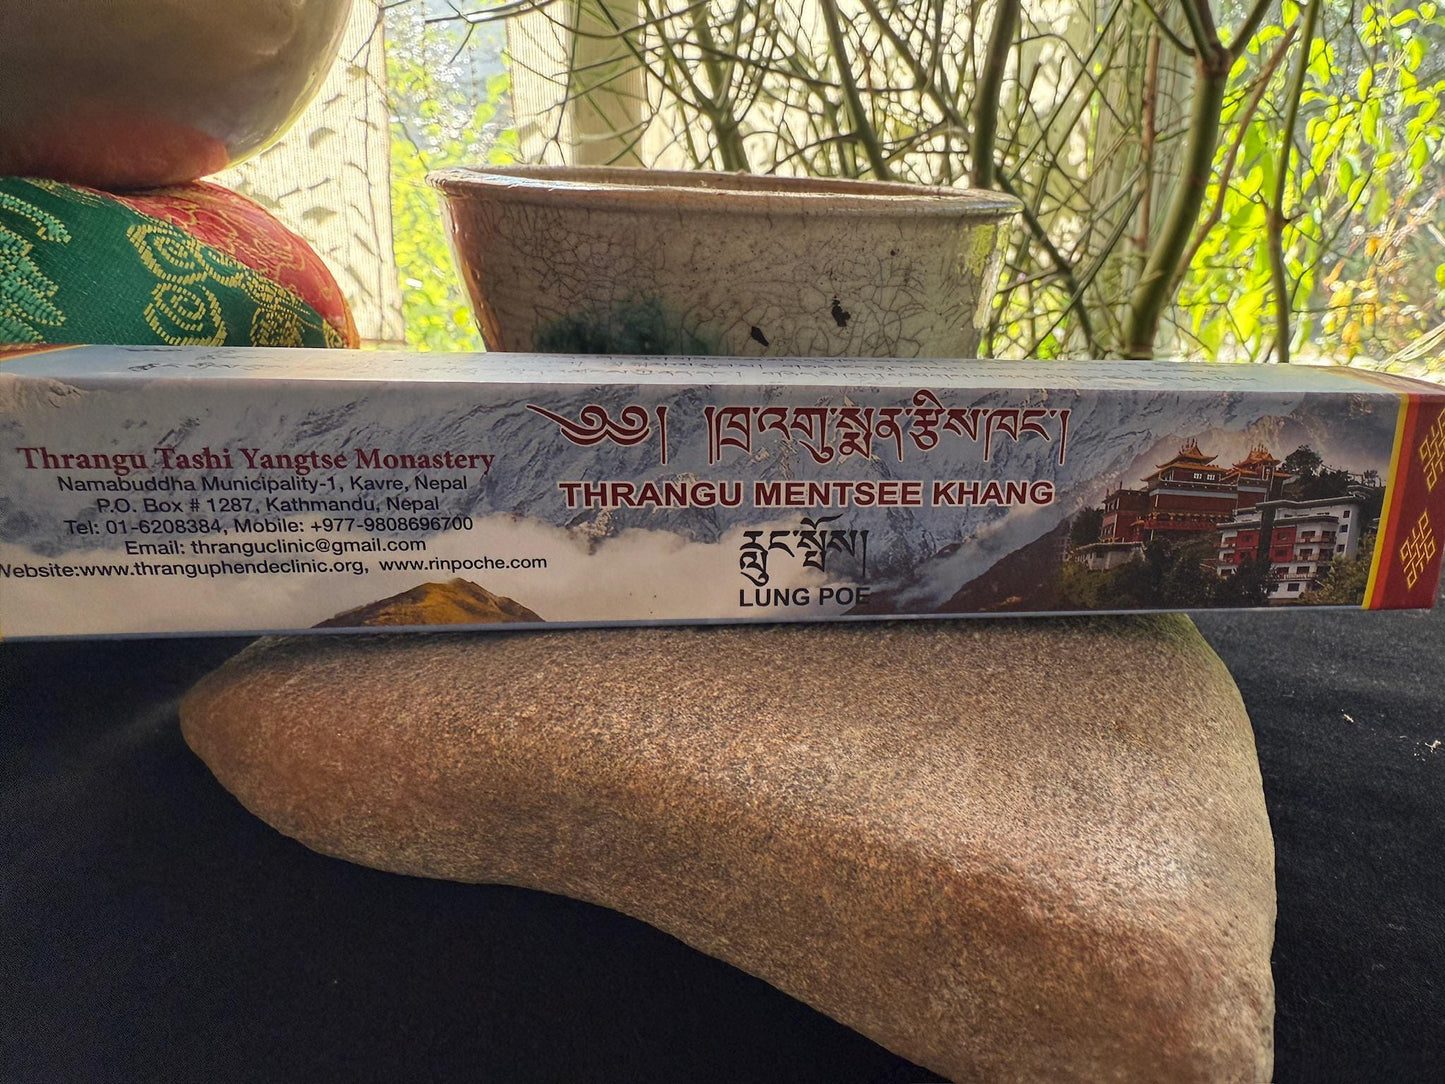 Thrangu Tashi Yangtse Monastery
Namabuddha Municipality-1, Kavre, Nepal
P.O. Box # 1287, Kathmandu, Nepal
Tel: 01-6208384, Mobile: +977-9808696700
Email: thranguclinic@gmail.com
Website:www.thranguphendeclinic.org, www.rinpoche.com
༄༅། །ཁྲ་འགུ་སྨན་རྩིས་ཁང་།
THRANGU MENTSEE KHANG
རླུང་སྤོས།
LUNG POE